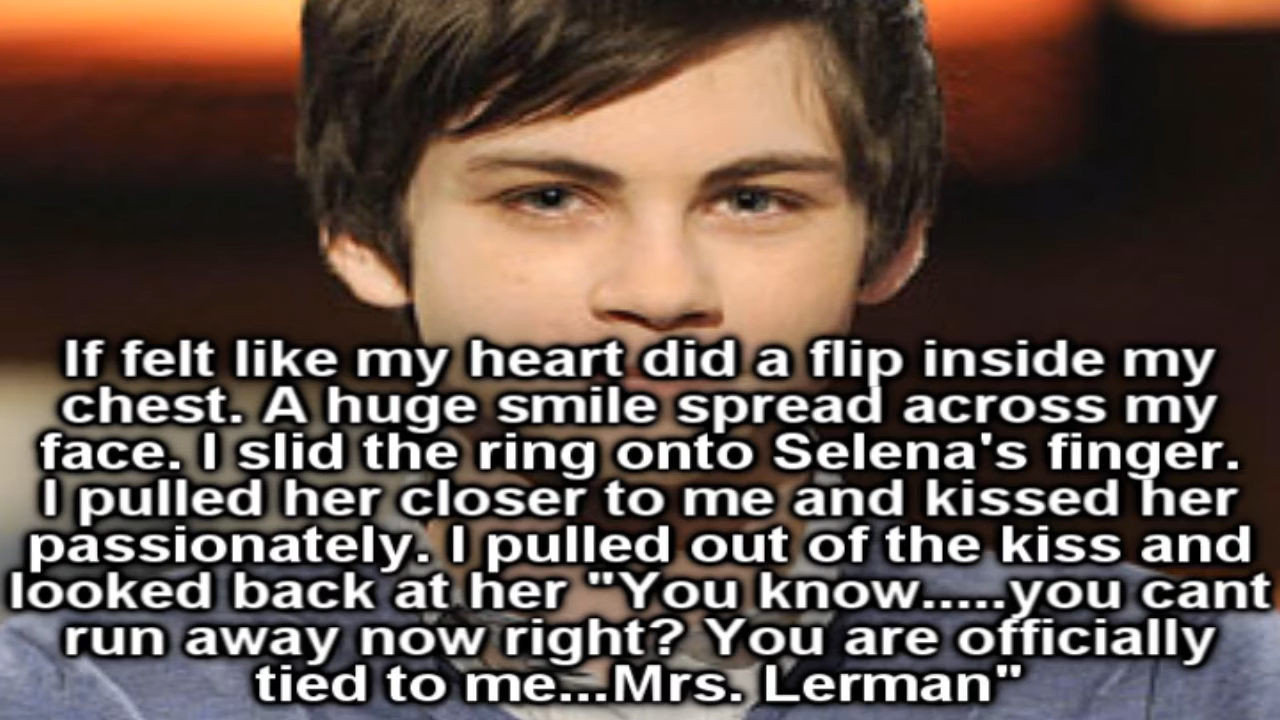 If felt like my heart did a flip inside my
chest. A huge smile spread across my
face. I slid the ring onto Selena's finger.
I pulled her closer to me and kissed her
passionately. I pulled out of the kiss and
looked back at her "You know.....you cant
run away now right? You are officially
tied to me...Mrs. Lerman"